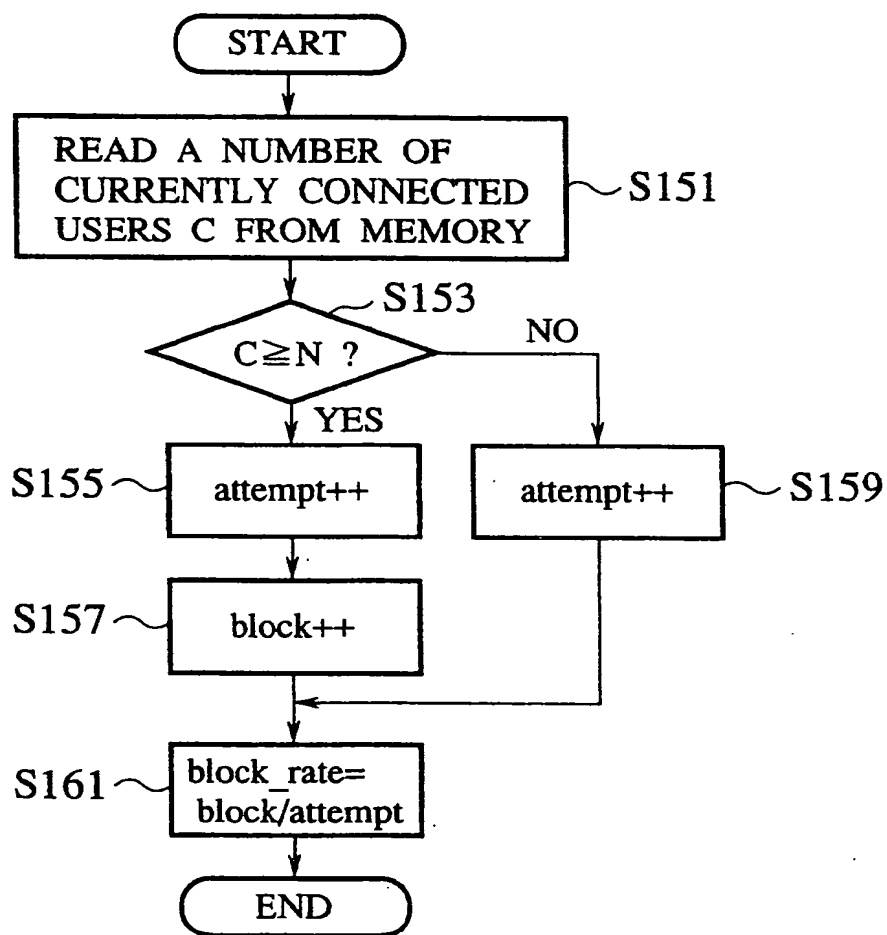 START
READ A NUMBER OF
CURRENTLY CONNECTED
USERS C FROM MEMORY
S151
S153
C≧N ?
NO
YES
S155
attempt++
attempt++
S159
S157
block++
S161
block_rate=
block/attempt
END